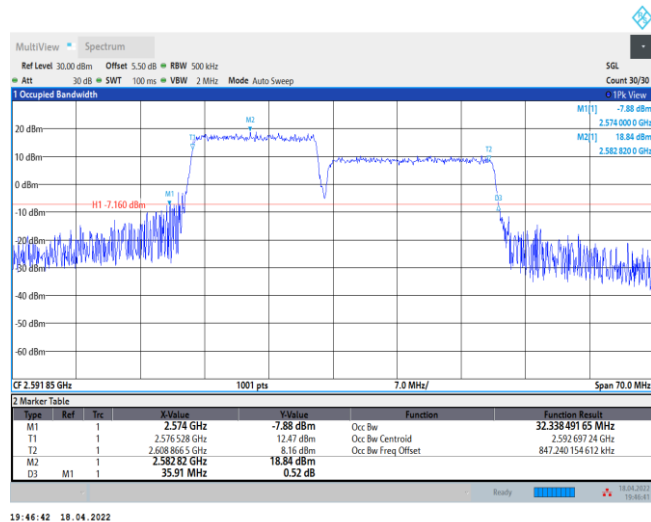 MultiView Spectrum
Ref Level 30.00 dBm Offset 5.50 dB RBW 500 kHz SGL
Att 30 dB SWT 100 ms VBW 2 MHz Mode Auto Sweep Count 30/30
1 Occupied Bandwidth 1Pk View
M1[1] -7.88 dBm
2.574 000 0 GHz
M2[1] 18.84 dBm
2.582 820 0 GHz
M2
20 dBm
T1
T2
10 dBm
0 dBm
M1
D3
H1 -7.160 dBm
-10 dBm
-20 dBm
-30 dBm
-40 dBm
-50 dBm
-60 dBm
CF 2.591 85 GHz 1001 pts 7.0 MHz/ Span 70.0 MHz
2 Marker Table
Type Ref Trc X-Value Y-Value Function Function Result
M1 1 2.574 GHz -7.88 dBm Occ Bw 32.338 491 65 MHz
T1 1 2.576 528 GHz 12.47 dBm Occ Bw Centroid 2.592 697 24 GHz
T2 1 2.608 866 5 GHz 8.16 dBm Occ Bw Freq Offset 847.240 154 612 kHz
M2 1 2.582 82 GHz 18.84 dBm
D3 M1 1 35.91 MHz 0.52 dB
Ready 18.04.2022
19:46:41
19:46:42 18.04.2022